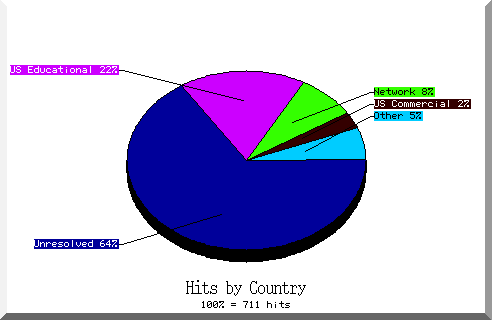 US Educational 22%
Network 8%
US Commercial 2%
Other 5%
Unresolved 64%
Hits by Country
100% = 711 hits